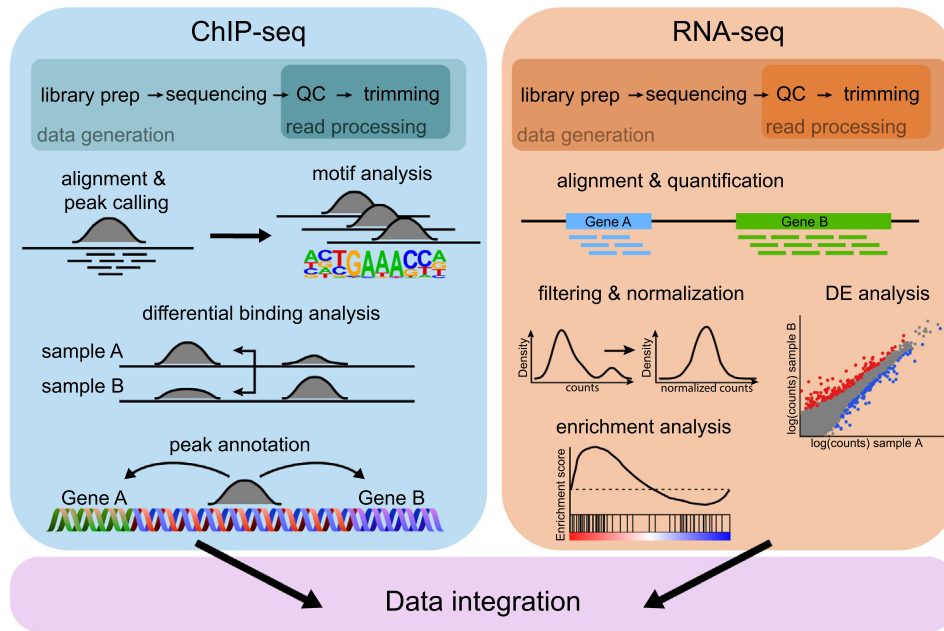 ChIP-seq
library prep → sequencing → QC → trimming
data generation
read processing
alignment &
peak calling
motif analysis
differential binding analysis
sample A
sample B
peak annotation
Gene A
Gene B
RNA-seq
library prep → sequencing → QC → trimming
data generation
read processing
alignment & quantification
Gene A
Gene B
filtering & normalization
Density
counts
Density
normalized counts
DE analysis
log(counts) sample B
log(counts) sample A
enrichment analysis
Enrichment score
Data integration